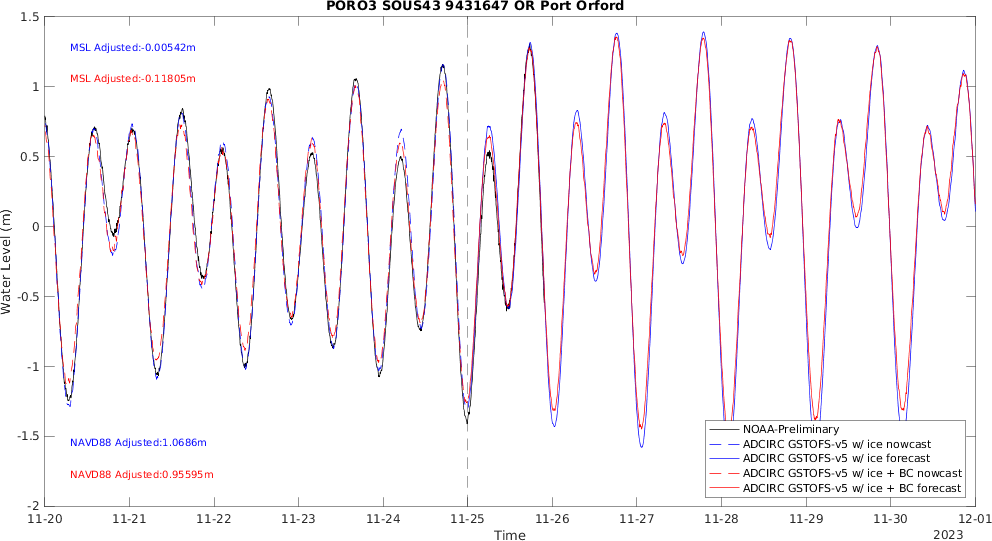 PORO3 SOUS43 9431647 OR Port Orford
1.5
1
0.5
0
-0.5
-1
-1.5
-2
Water Level (m)
MSL Adjusted:-0.00542m
MSL Adjusted:-0.11805m
NAVD88 Adjusted:1.0686m
NAVD88 Adjusted:0.95595m
NOAA-Preliminary
ADCIRC GSTOFS-v5 w/ ice nowcast
ADCIRC GSTOFS-v5 w/ ice forecast
ADCIRC GSTOFS-v5 w/ ice + BC nowcast
ADCIRC GSTOFS-v5 w/ ice + BC forecast
11-20 11-21 11-22 11-23 11-24 11-25 11-26 11-27 11-28 11-29 11-30 12-01
Time
2023